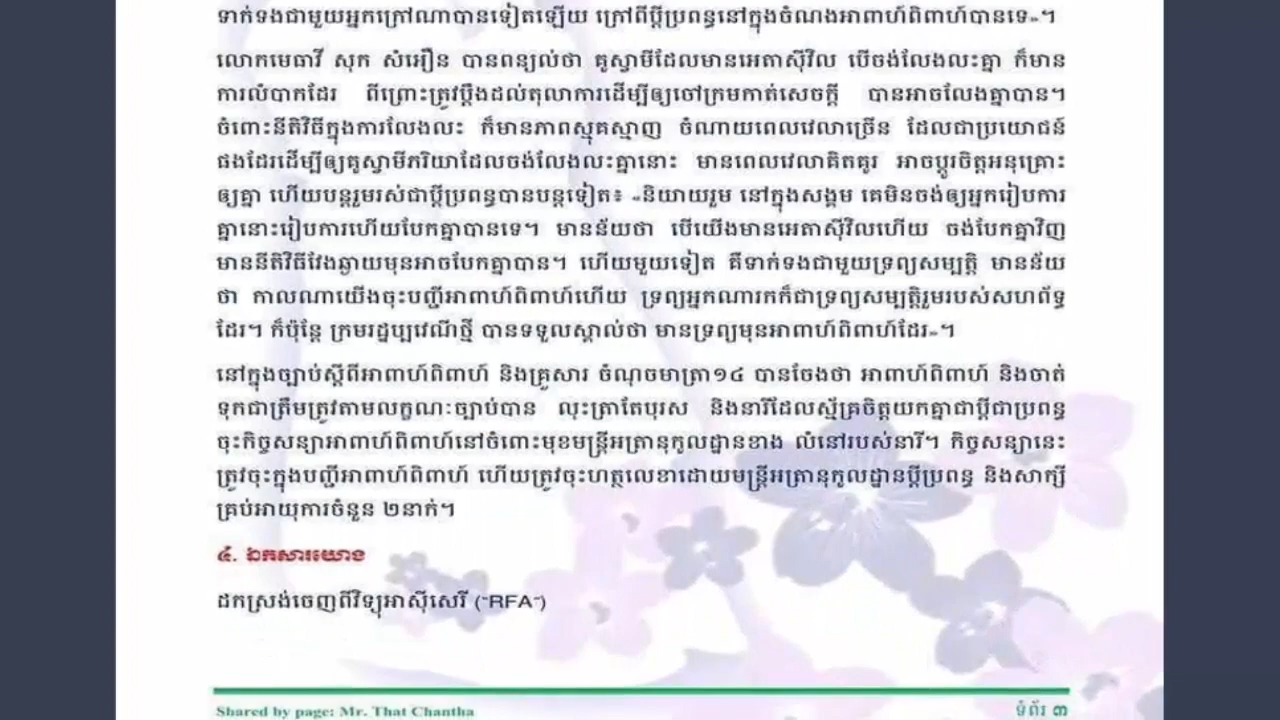 ទាក់ទងជាមួយអ្នកក្រៅណាបានទៀតឡើយ ក្រៅពីប្ដីប្រពន្ធនៅក្នុងចំណងអាពាហ៍ពិពាហ៍បានទេ»។
លោកមេធាវី សុក សំអឿន បានពន្យល់ថា គូស្វាមីដែលមានអេតាស៊ីវិល បើចង់លែងលះគ្នា ក៏មាន
ការលំបាកដែរ ពីព្រោះត្រូវប្ដឹងដល់តុលាការដើម្បីឲ្យចៅក្រមកាត់សេចក្ដី បានអាចលែងគ្នាបាន។
ចំពោះនីតិវិធីក្នុងការលែងលះ ក៏មានភាពស្មុគស្មាញ ចំណាយពេលវេលាច្រើន ដែលជាប្រយោជន៍
ផងដែរដើម្បីឲ្យគូស្វាមីភរិយាដែលចង់លែងលះគ្នានោះ មានពេលវេលាគិតគូរ អាចប្ដូរចិត្តអនុគ្រោះ
ឲ្យគ្នា ហើយបន្តរួមរស់ជាប្ដីប្រពន្ធបានបន្តទៀត៖ «និយាយរួម នៅក្នុងសង្គម គេមិនចង់ឲ្យអ្នករៀបការ
គ្នានោះរៀបការហើយបែកគ្នាបានទេ។ មានន័យថា បើយើងមានអេតាស៊ីវិលហើយ ចង់បែកគ្នាវិញ
មាននីតិវិធីវែងឆ្ងាយមុនអាចបែកគ្នាបាន។ ហើយមួយទៀត គឺទាក់ទងជាមួយទ្រព្យសម្បត្តិ មានន័យ
ថា កាលណាយើងចុះបញ្ជីអាពាហ៍ពិពាហ៍ហើយ ទ្រព្យអ្នកណារកក៏ជាទ្រព្យសម្បត្តិរួមរបស់សហព័ទ្ធ
ដែរ។ ក៏ប៉ុន្តែ ក្រមរដ្ឋប្បវេណីថ្មី បានទទួលស្គាល់ថា មានទ្រព្យមុនអាពាហ៍ពិពាហ៍ដែរ»។
នៅក្នុងច្បាប់ស្ដីពីអាពាហ៍ពិពាហ៍ និងគ្រួសារ ចំណុចមាត្រា១៤ បានចែងថា អាពាហ៍ពិពាហ៍ និងចាត់
ទុកជាត្រឹមត្រូវតាមលក្ខណៈច្បាប់បាន លុះត្រាតែបុរស និងនារីដែលស្ម័គ្រចិត្តយកគ្នាជាប្ដីជាប្រពន្ធ
ចុះកិច្ចសន្យាអាពាហ៍ពិពាហ៍នៅចំពោះមុខមន្ត្រីអត្រានុកូលដ្ឋានខាង លំនៅរបស់នារី។ កិច្ចសន្យានេះ
ត្រូវចុះក្នុងបញ្ជីអាពាហ៍ពិពាហ៍ ហើយត្រូវចុះហត្ថលេខាដោយមន្ត្រីអត្រានុកូលដ្ឋានប្ដីប្រពន្ធ និងសាក្សី
គ្រប់អាយុការចំនួន ២នាក់។
៤. ឯកសារយោង
ដកស្រង់ចេញពីវិទ្យុអាស៊ីសេរី ("RFA")
Shared by page: Mr. That Chantha
ទំព័រ ៣